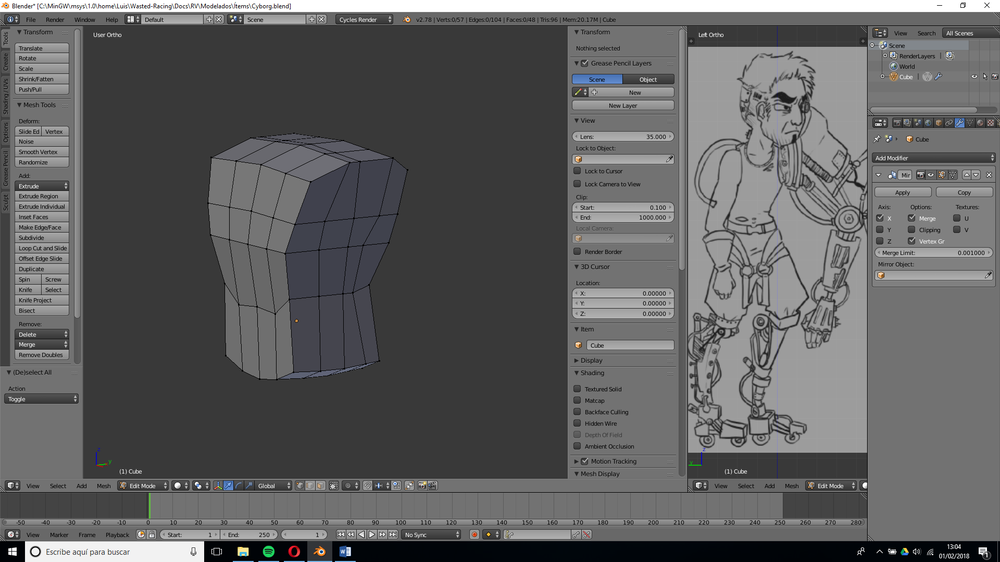 Blender* [C:\MinGW\msys\1.0\home\Luis\Wasted-Racing\Docs\RV\Modelados\Ítems\Cyborg.blend]
File Render Window Help Default Scene Cycles Render v2.78 | Verts:0/57 | Edges:0/104 | Faces:0/48 | Tris:96 | Mem:20.17M | Cube
Tools
Create
Shading / UVs
Options
Grease Pencil
Sculpt
Transform
Translate
Rotate
Scale
Shrink/Fatten
Push/Pull
Mesh Tools
Deform:
Slide Ed Vertex
Noise
Smooth Vertex
Randomize
Add:
Extrude
Extrude Region
Extrude Individual
Inset Faces
Make Edge/Face
Subdivide
Loop Cut and Slide
Offset Edge Slide
Duplicate
Spin Screw
Knife Select
Knife Project
Bisect
Remove:
Delete
Merge
Remove Doubles
(De)select All
Action
Toggle
User Ortho
z
y
(1) Cube
Transform
Nothing selected
Grease Pencil Layers
Scene Object
New
New Layer
View
Lens: 35.000
Lock to Object:
Lock to Cursor
Lock Camera to View
Clip:
Start: 0.100
End: 1000.000
Local Camera:
Render Border
3D Cursor
Location:
X: 0.00000
Y: 0.00000
Z: 0.00000
Item
Cube
Display
Shading
Textured Solid
Matcap
Backface Culling
Hidden Wire
Depth Of Field
Ambient Occlusion
Motion Tracking
Mesh Display
Left Ortho
z
y
(1) Cube
View Search All Scenes
Scene
RenderLayers |
World
Cube |
Cube
Add Modifier
Mir
Apply Copy
Axis: Options: Textures:
X Merge U
Y Clipping V
Z Vertex Gr
Merge Limit: 0.001000
Mirror Object:
View Select Add Mesh Edit Mode Global
View Select Add Mesh Edit Mode
-50 -40 -30 -20 -10 0 10 20 30 40 50 60 70 80 90 100 110 120 130 140 150 160 170 180 190 200 210 220 230 240 250 260 270 280
View Marker Frame Playback Start: 1 End: 250 1 No Sync
Escribe aquí para buscar
13:04
01/02/2018
1